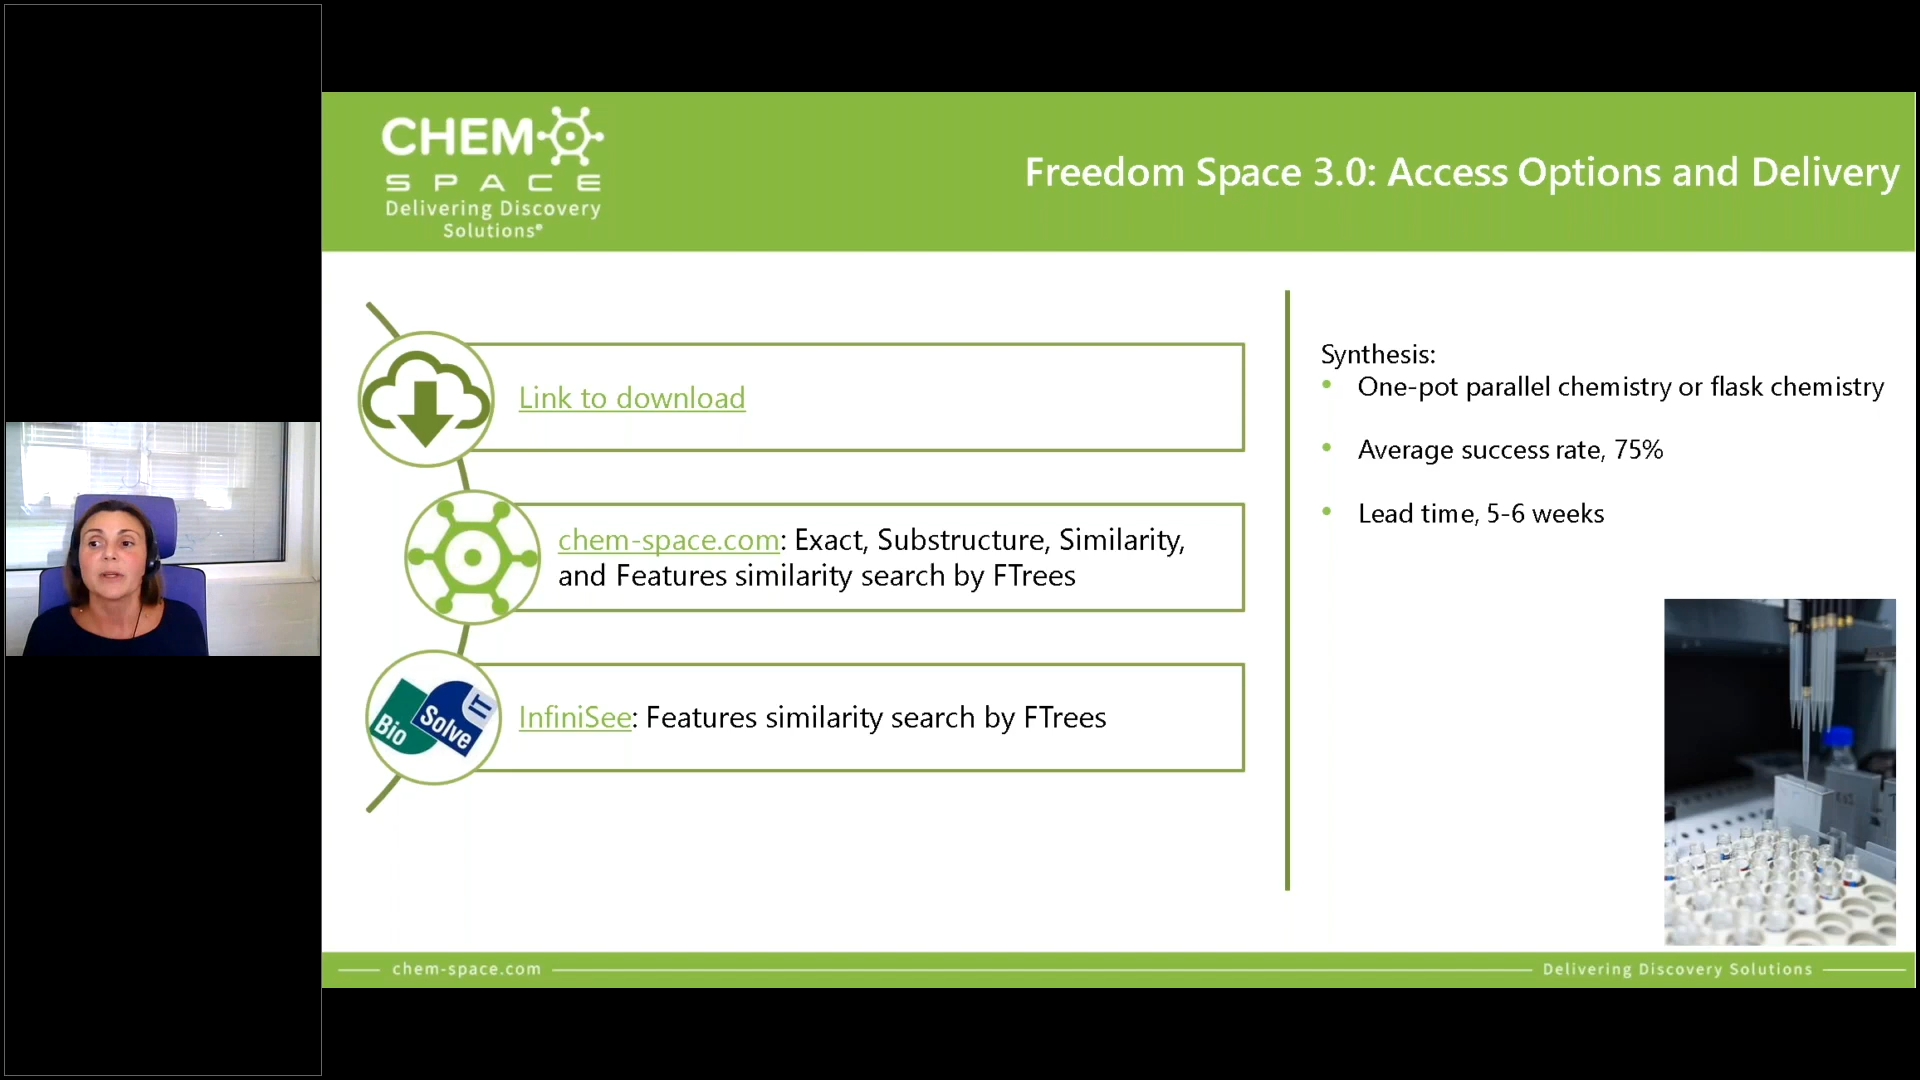 CHEM
SPACE
Delivering Discovery
Solutions®
Freedom Space 3.0: Access Options and Delivery
Link to download
chem-space.com: Exact, Substructure, Similarity,
and Features similarity search by FTrees
Bio
Solve
IT
InfiniSee: Features similarity search by FTrees
Synthesis:
• One-pot parallel chemistry or flask chemistry
• Average success rate, 75%
• Lead time, 5-6 weeks
chem-space.com
Delivering Discovery Solutions